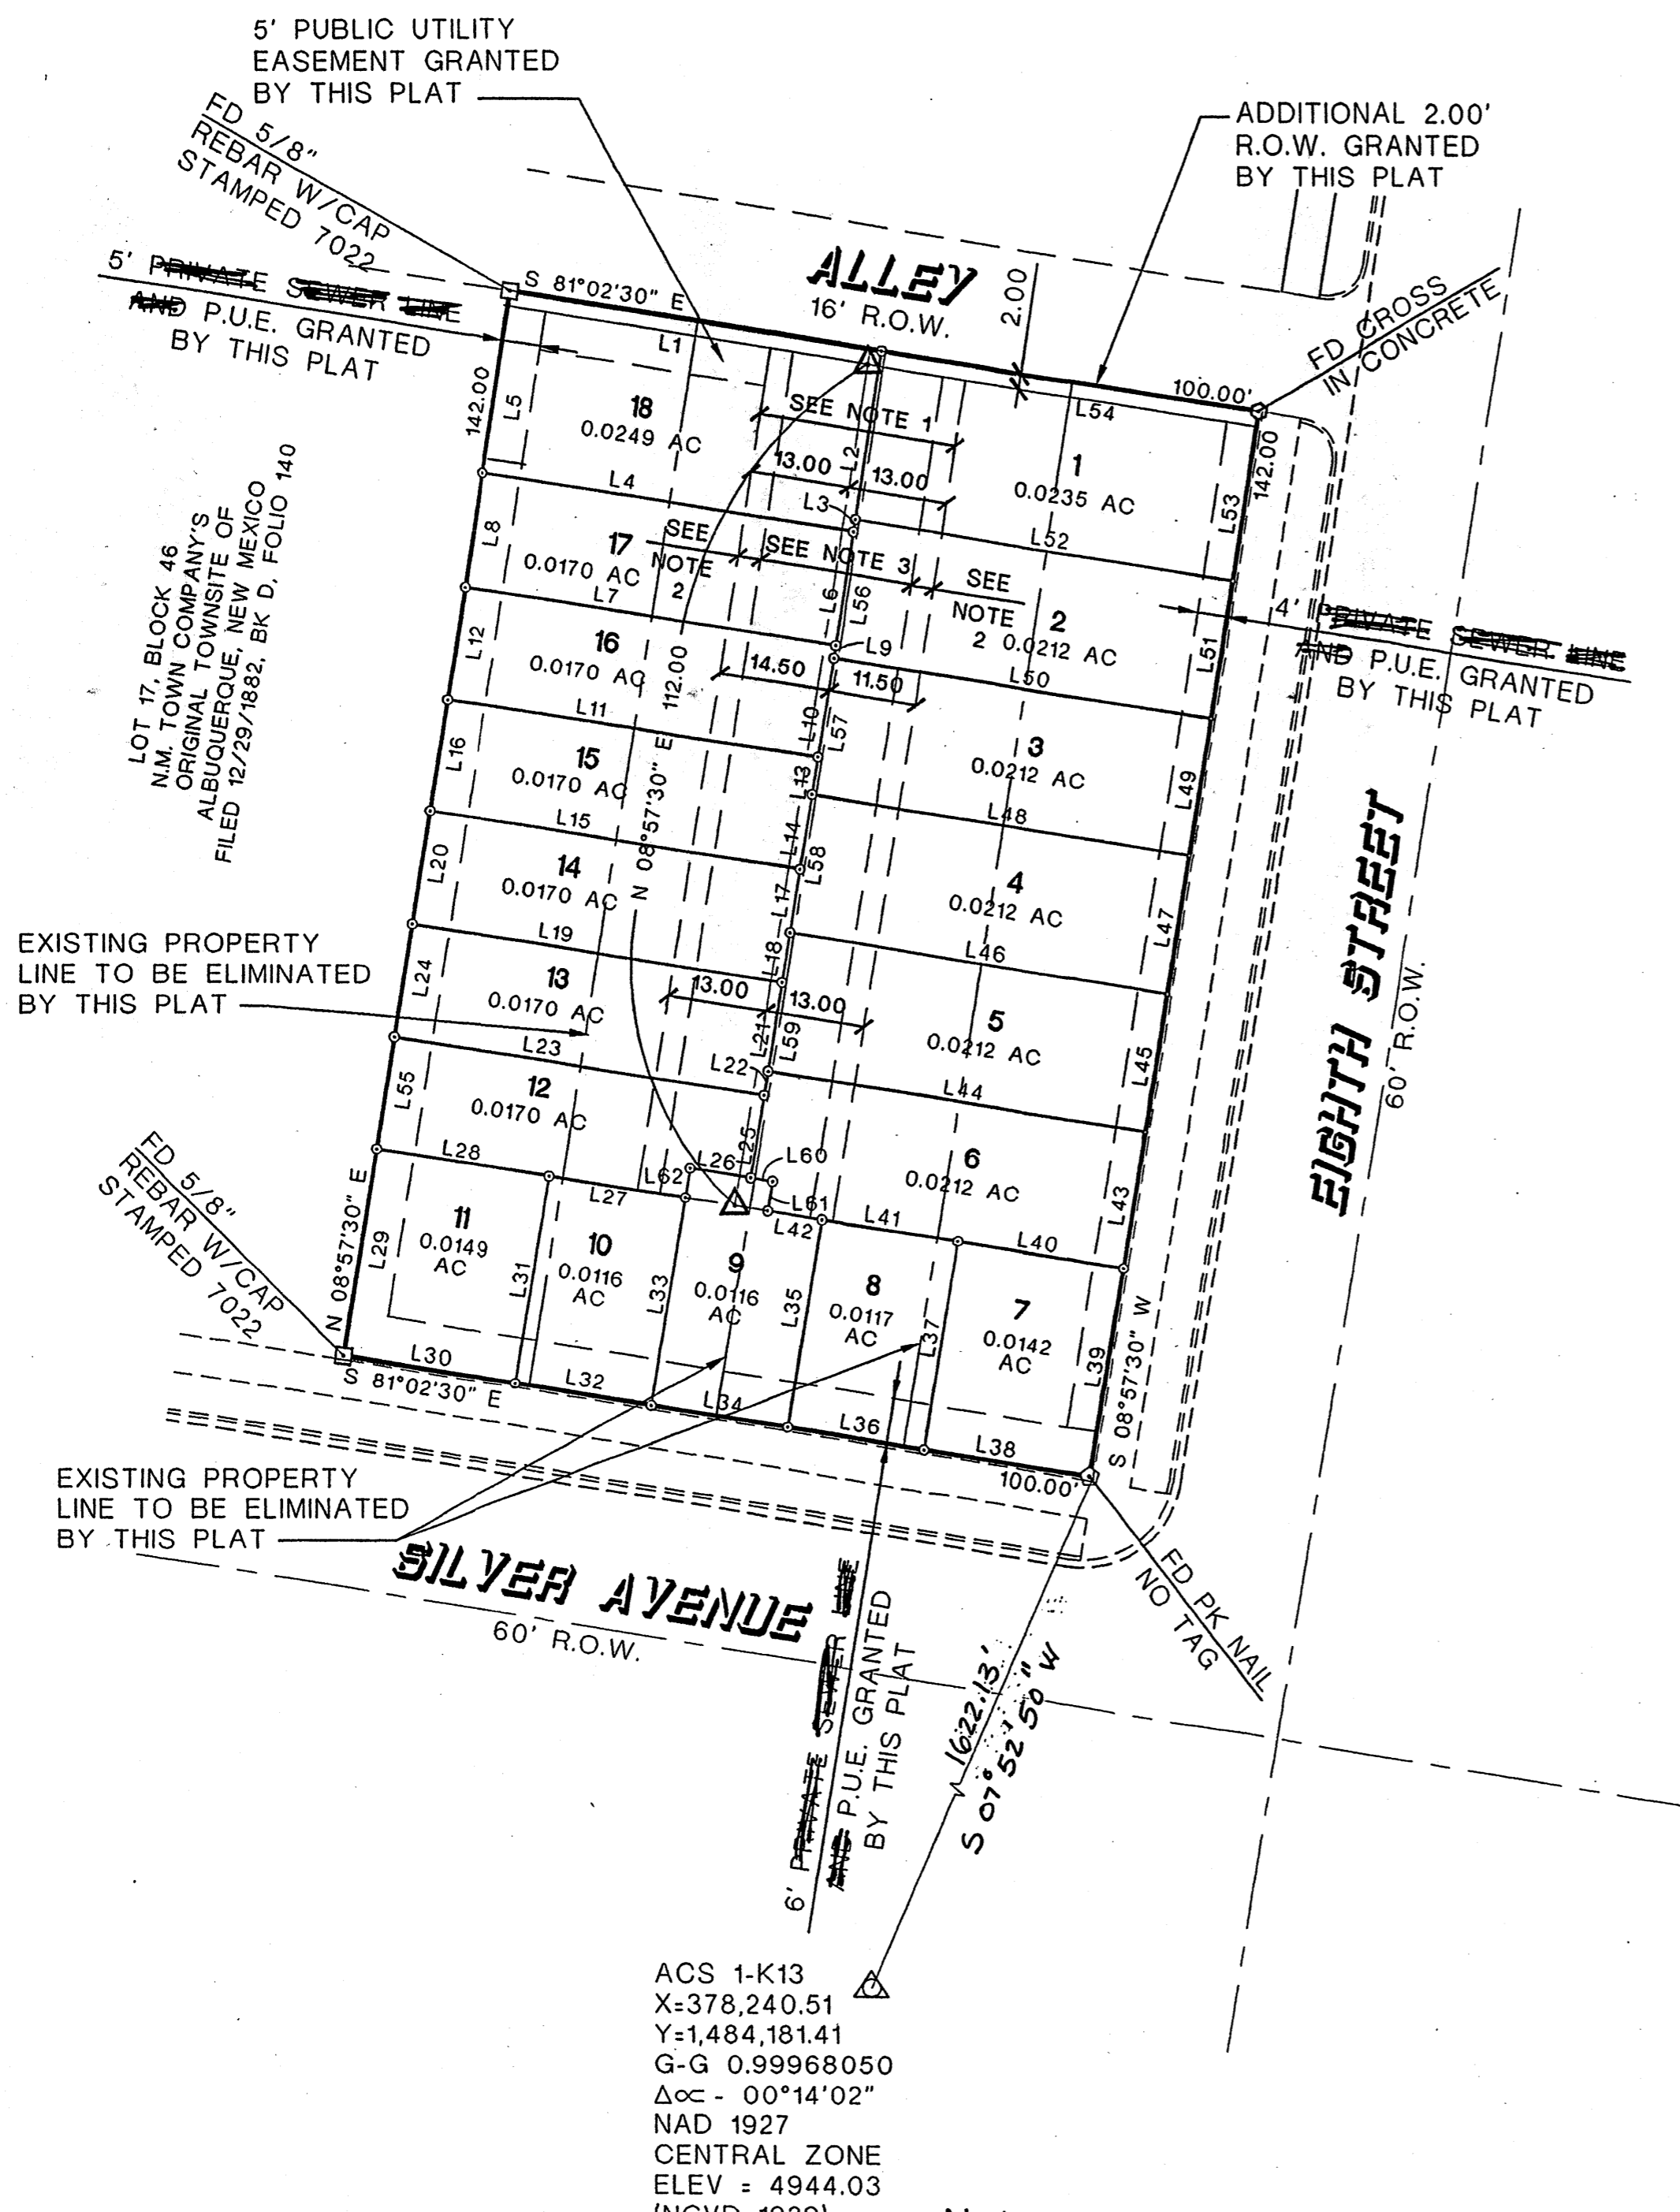 5' PUBLIC UTILITY
EASEMENT GRANTED
BY THIS PLAT
ADDITIONAL 2.00'
R.O.W. GRANTED
BY THIS PLAT
FD 5/8"
REBAR W/CAP
STAMPED 7022
5' PRIVATE SEWER LINE
AND P.U.E. GRANTED
BY THIS PLAT
S 81°02'30" E
ALLEY
16' R.O.W.
2.00
FD CROSS
IN CONCRETE
100.00'
L1
L54
142.00
L5
18
0.0249 AC
SEE NOTE 1
L2
13.00
13.00
1
0.0235 AC
L53
142.00
L4
L3
L52
LOT 17, BLOCK 46
N.M. TOWN COMPANY'S
ORIGINAL TOWNSITE OF
ALBUQUERQUE, NEW MEXICO
FILED 12/29/1882, BK D, FOLIO 140
L8
17
0.0170 AC
SEE
NOTE
2
SEE NOTE 3
SEE
NOTE
2
2
0.0212 AC
L6
L56
L51
4' PRIVATE SEWER LINE
AND P.U.E. GRANTED
BY THIS PLAT
L7
L9
L50
L12
16
0.0170 AC
112.00
14.50
11.50
L10
L57
3
0.0212 AC
L49
L11
L16
15
0.0170 AC
N 08°57'30" E
L13
L48
L15
L14
L58
4
0.0212 AC
L47
L20
14
0.0170 AC
L17
L46
L19
L18
EXISTING PROPERTY
LINE TO BE ELIMINATED
BY THIS PLAT
L24
13
0.0170 AC
13.00
13.00
L21
L59
5
0.0212 AC
L45
EIGHTH STREET
60' R.O.W.
L23
L22
L44
L55
12
0.0170 AC
L25
L26
L60
L62
L61
6
0.0212 AC
L43
L28
L27
L42
L41
L40
FD 5/8"
REBAR W/CAP
STAMPED 7022
N 08°57'30" E
L29
11
0.0149
AC
L31
10
0.0116
AC
L33
9
0.0116
AC
L35
8
0.0117
AC
L37
7
0.0142
AC
L39
S 08°57'30" W
L30
S 81°02'30" E
L32
L34
L36
L38
100.00'
EXISTING PROPERTY
LINE TO BE ELIMINATED
BY THIS PLAT
SILVER AVENUE
60' R.O.W.
6' PRIVATE SEWER LINE
AND P.U.E. GRANTED
BY THIS PLAT
FD PK NAIL
NO TAG
1622.13'
S 07°52'50" W
ACS 1-K13
X=378,240.51
Y=1,484,181.41
G-G 0.99968050
Δ∝ - 00°14'02"
NAD 1927
CENTRAL ZONE
ELEV = 4944.03